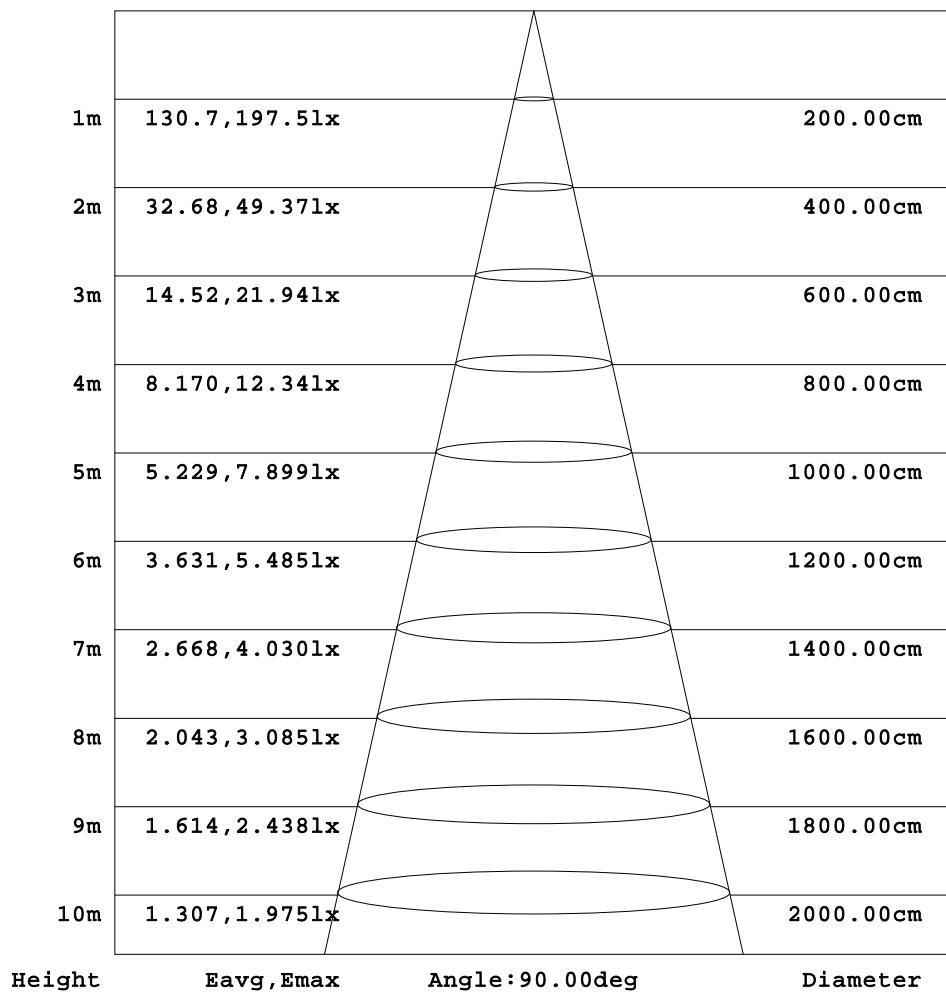 1m 130.7,197.5lx 200.00cm
2m 32.68,49.37lx 400.00cm
3m 14.52,21.94lx 600.00cm
4m 8.170,12.34lx 800.00cm
5m 5.229,7.899lx 1000.00cm
6m 3.631,5.485lx 1200.00cm
7m 2.668,4.030lx 1400.00cm
8m 2.043,3.085lx 1600.00cm
9m 1.614,2.438lx 1800.00cm
10m 1.307,1.975lx 2000.00cm
Height Eavg,Emax Angle:90.00deg Diameter